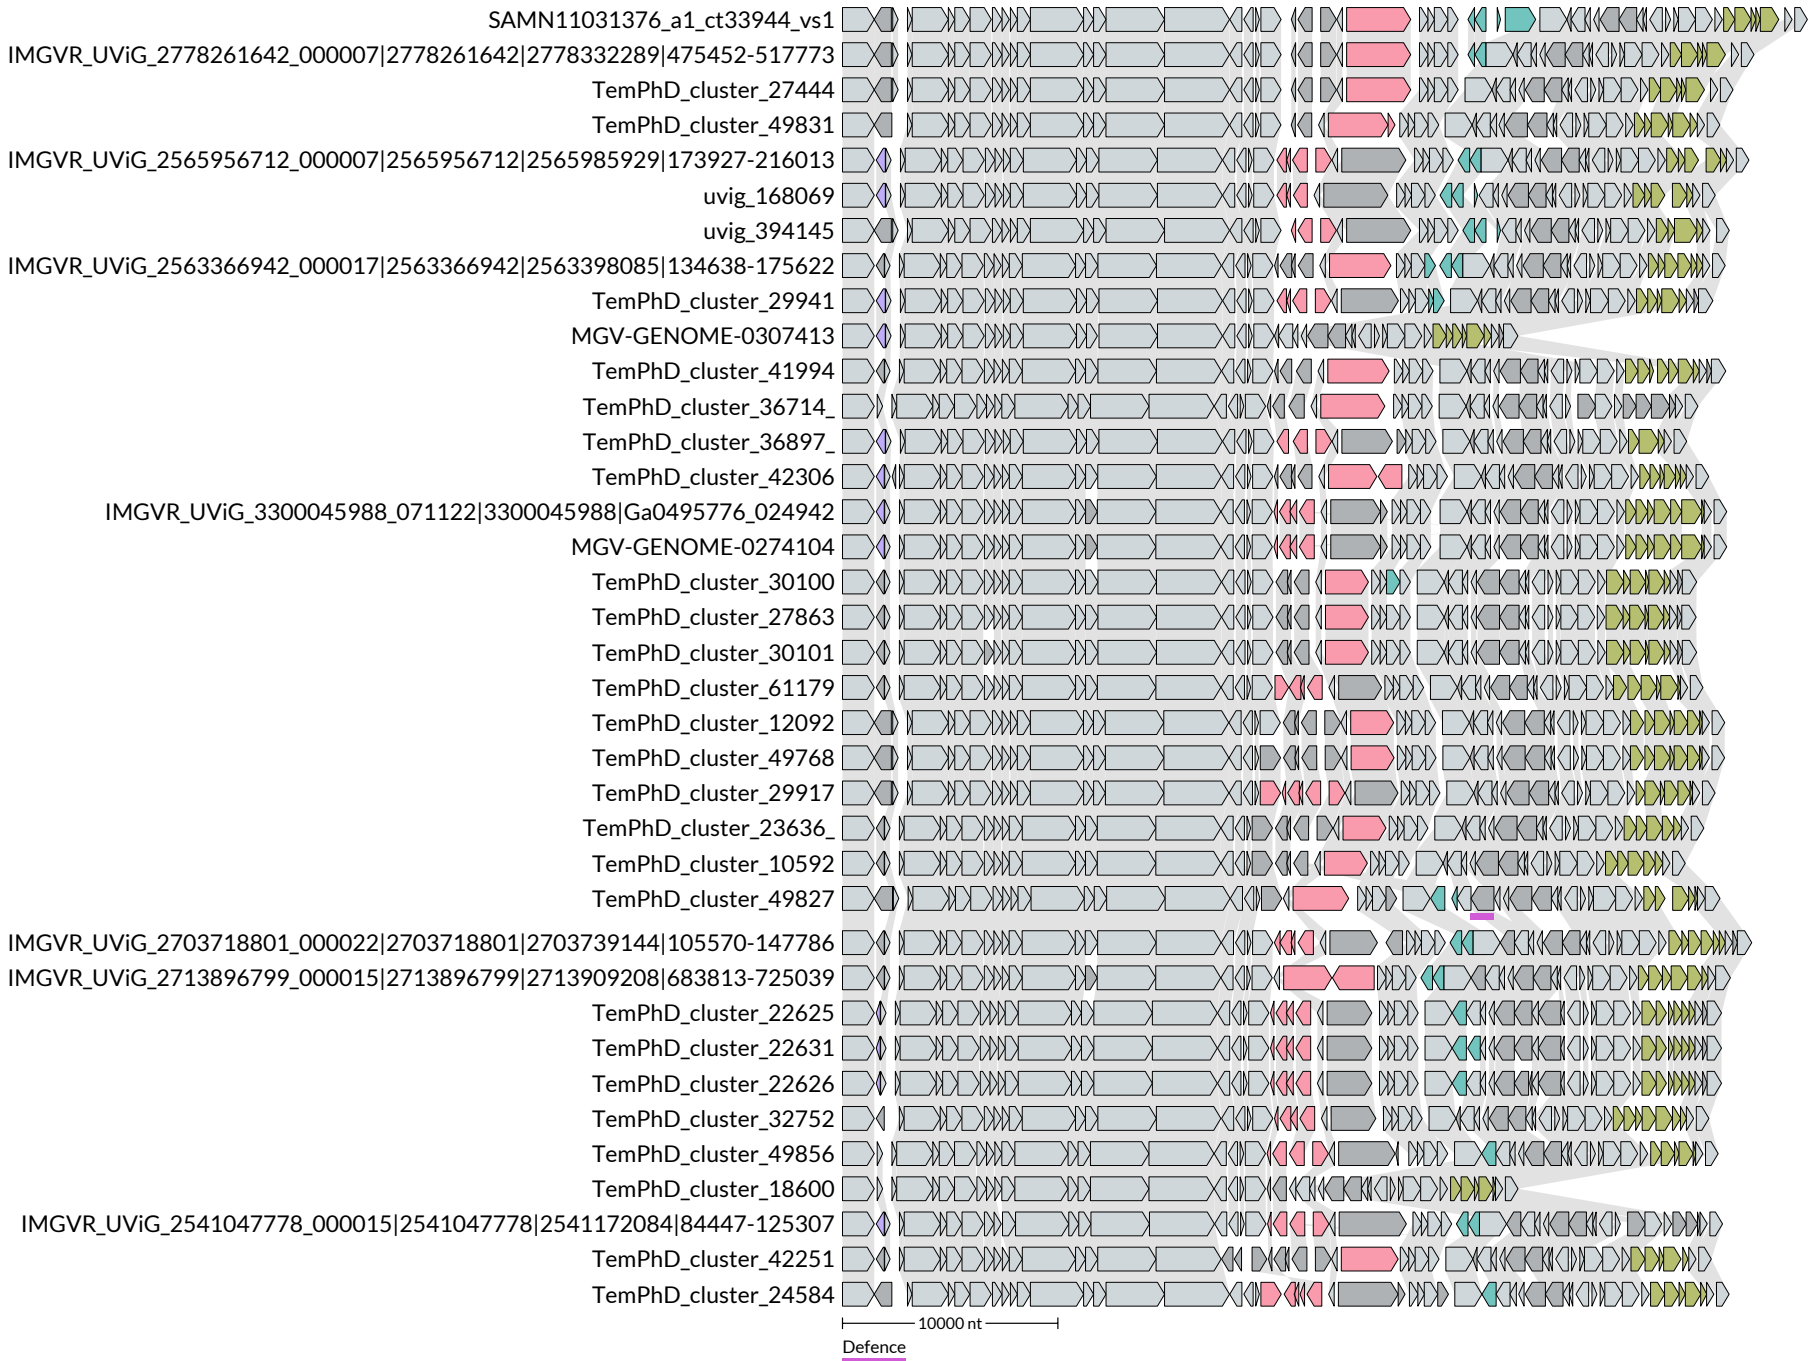 SAMN11031376_a1_ct33944_vs1
IMGVR_UViG_2778261642_000007|2778261642|2778332289|475452-517773
TemPhD_cluster_27444
TemPhD_cluster_49831
IMGVR_UViG_2565956712_000007|2565956712|2565985929|173927-216013
uvig_168069
uvig_394145
IMGVR_UViG_2563366942_000017|2563366942|2563398085|134638-175622
TemPhD_cluster_29941
MGV-GENOME-0307413
TemPhD_cluster_41994
TemPhD_cluster_36714_
TemPhD_cluster_36897_
TemPhD_cluster_42306
IMGVR_UViG_3300045988_071122|3300045988|Ga0495776_024942
MGV-GENOME-0274104
TemPhD_cluster_30100
TemPhD_cluster_27863
TemPhD_cluster_30101
TemPhD_cluster_61179
TemPhD_cluster_12092
TemPhD_cluster_49768
TemPhD_cluster_29917
TemPhD_cluster_23636_
TemPhD_cluster_10592
TemPhD_cluster_49827
IMGVR_UViG_2703718801_000022|2703718801|2703739144|105570-147786
IMGVR_UViG_2713896799_000015|2713896799|2713909208|683813-725039
TemPhD_cluster_22625
TemPhD_cluster_22631
TemPhD_cluster_22626
TemPhD_cluster_32752
TemPhD_cluster_49856
TemPhD_cluster_18600
IMGVR_UViG_2541047778_000015|2541047778|2541172084|84447-125307
TemPhD_cluster_42251
TemPhD_cluster_24584
10000 nt
Defence